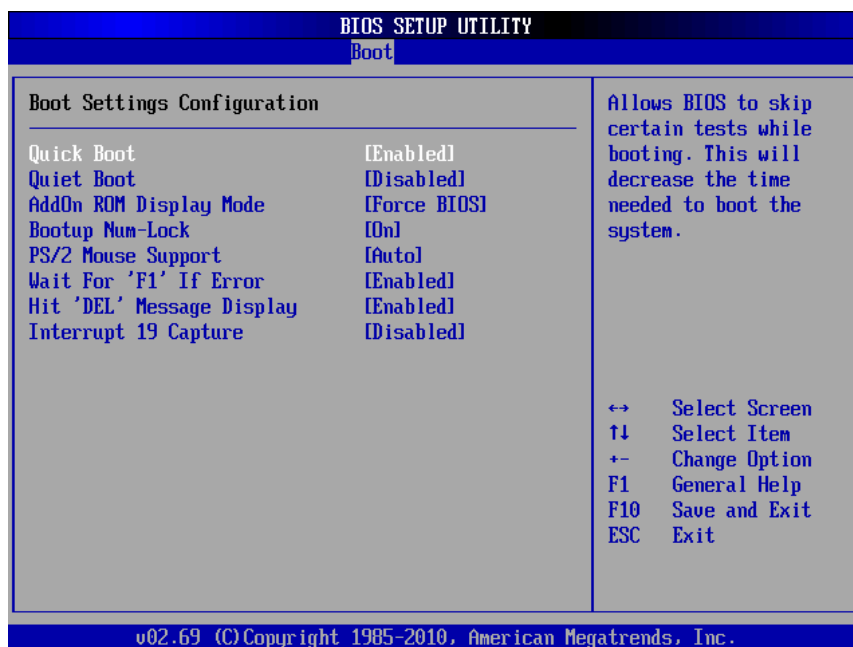 BIOS SETUP UTILITY
Boot
Boot Settings Configuration
Quick Boot [Enabled]
Quiet Boot [Disabled]
AddOn ROM Display Mode [Force BIOS]
Bootup Num-Lock [On]
PS/2 Mouse Support [Auto]
Wait For 'F1' If Error [Enabled]
Hit 'DEL' Message Display [Enabled]
Interrupt 19 Capture [Disabled]
Allows BIOS to skip
certain tests while
booting. This will
decrease the time
needed to boot the
system.
↔ Select Screen
↑↓ Select Item
+- Change Option
F1 General Help
F10 Save and Exit
ESC Exit
v02.69 (C)Copyright 1985-2010, American Megatrends, Inc.